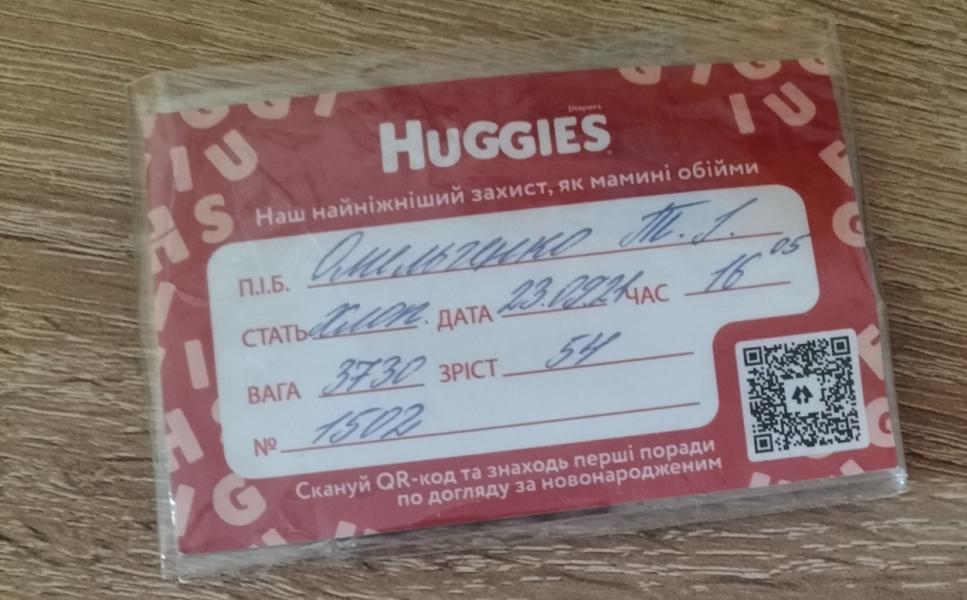 Diapers
HUGGIES
Наш найніжніший захист, як мамині обійми
П.І.Б. Омельченко Т. І.
СТАТЬ хлоп. ДАТА 23.09.21 ЧАС 16 05
ВАГА 3730 ЗРІСТ 54
№ 1502
Скануй QR-код та знаходь перші поради
по догляду за новонародженим